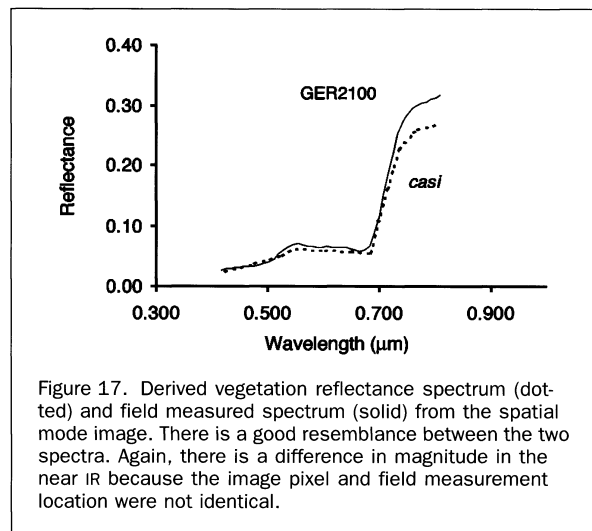 0.40
GER2100
0.30
Reflectance
0.20
casi
0.10
0.00
0.300
0.500
0.700
0.900
Wavelength (µm)
Figure 17. Derived vegetation reflectance spectrum (dot-
ted) and field measured spectrum (solid) from the spatial
mode image. There is a good resemblance between the two
spectra. Again, there is a difference in magnitude in the
near IR because the image pixel and field measurement
location were not identical.